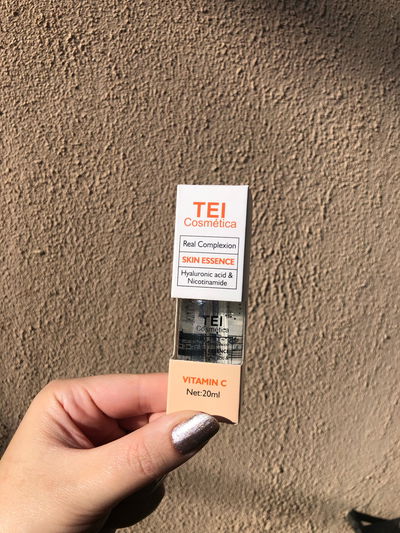 TEI
Cosmética
Real Complexion
SKIN ESSENCE
Hyaluronic acid &
Nicotinamide
TEI
Cosmética
VITAMIN C
Net:20ml